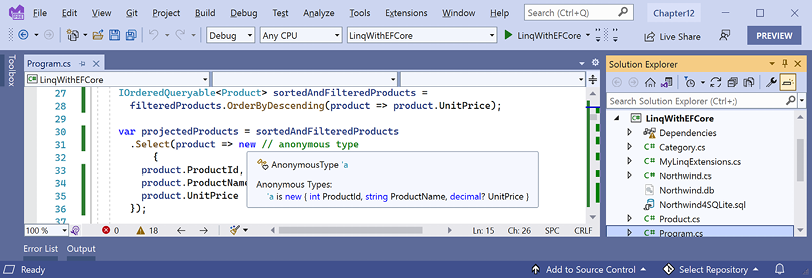 File Edit View Git Project Build Debug Test Analyze Tools Extensions Window Help Search (Ctrl+Q) Chapter12
Debug Any CPU LinqWithEFCore LinqWithEFCore Live Share PREVIEW
Toolbox
Program.cs
LinqWithEFCore
27 IOrderedQueryable<Product> sortedAndFilteredProducts =
28 filteredProducts.OrderByDescending(product => product.UnitPrice);
29
30 var projectedProducts = sortedAndFilteredProducts
31 .Select(product => new // anonymous type
32 {
33 product.ProductId,
34 product.ProductName
35 product.UnitPrice
36 });
AnonymousType 'a
Anonymous Types:
'a is new { int ProductId, string ProductName, decimal? UnitPrice }
100 % 0 18 Ln: 15 Ch: 26 SPC CRLF
Error List Output
Solution Explorer
Search Solution Explorer (Ctrl+;)
LinqWithEFCore
Dependencies
C# Category.cs
C# MyLinqExtensions.cs
C# Northwind.cs
Northwind.db
Northwind4SQLite.sql
C# Product.cs
C# Program.cs
Ready Add to Source Control Select Repository